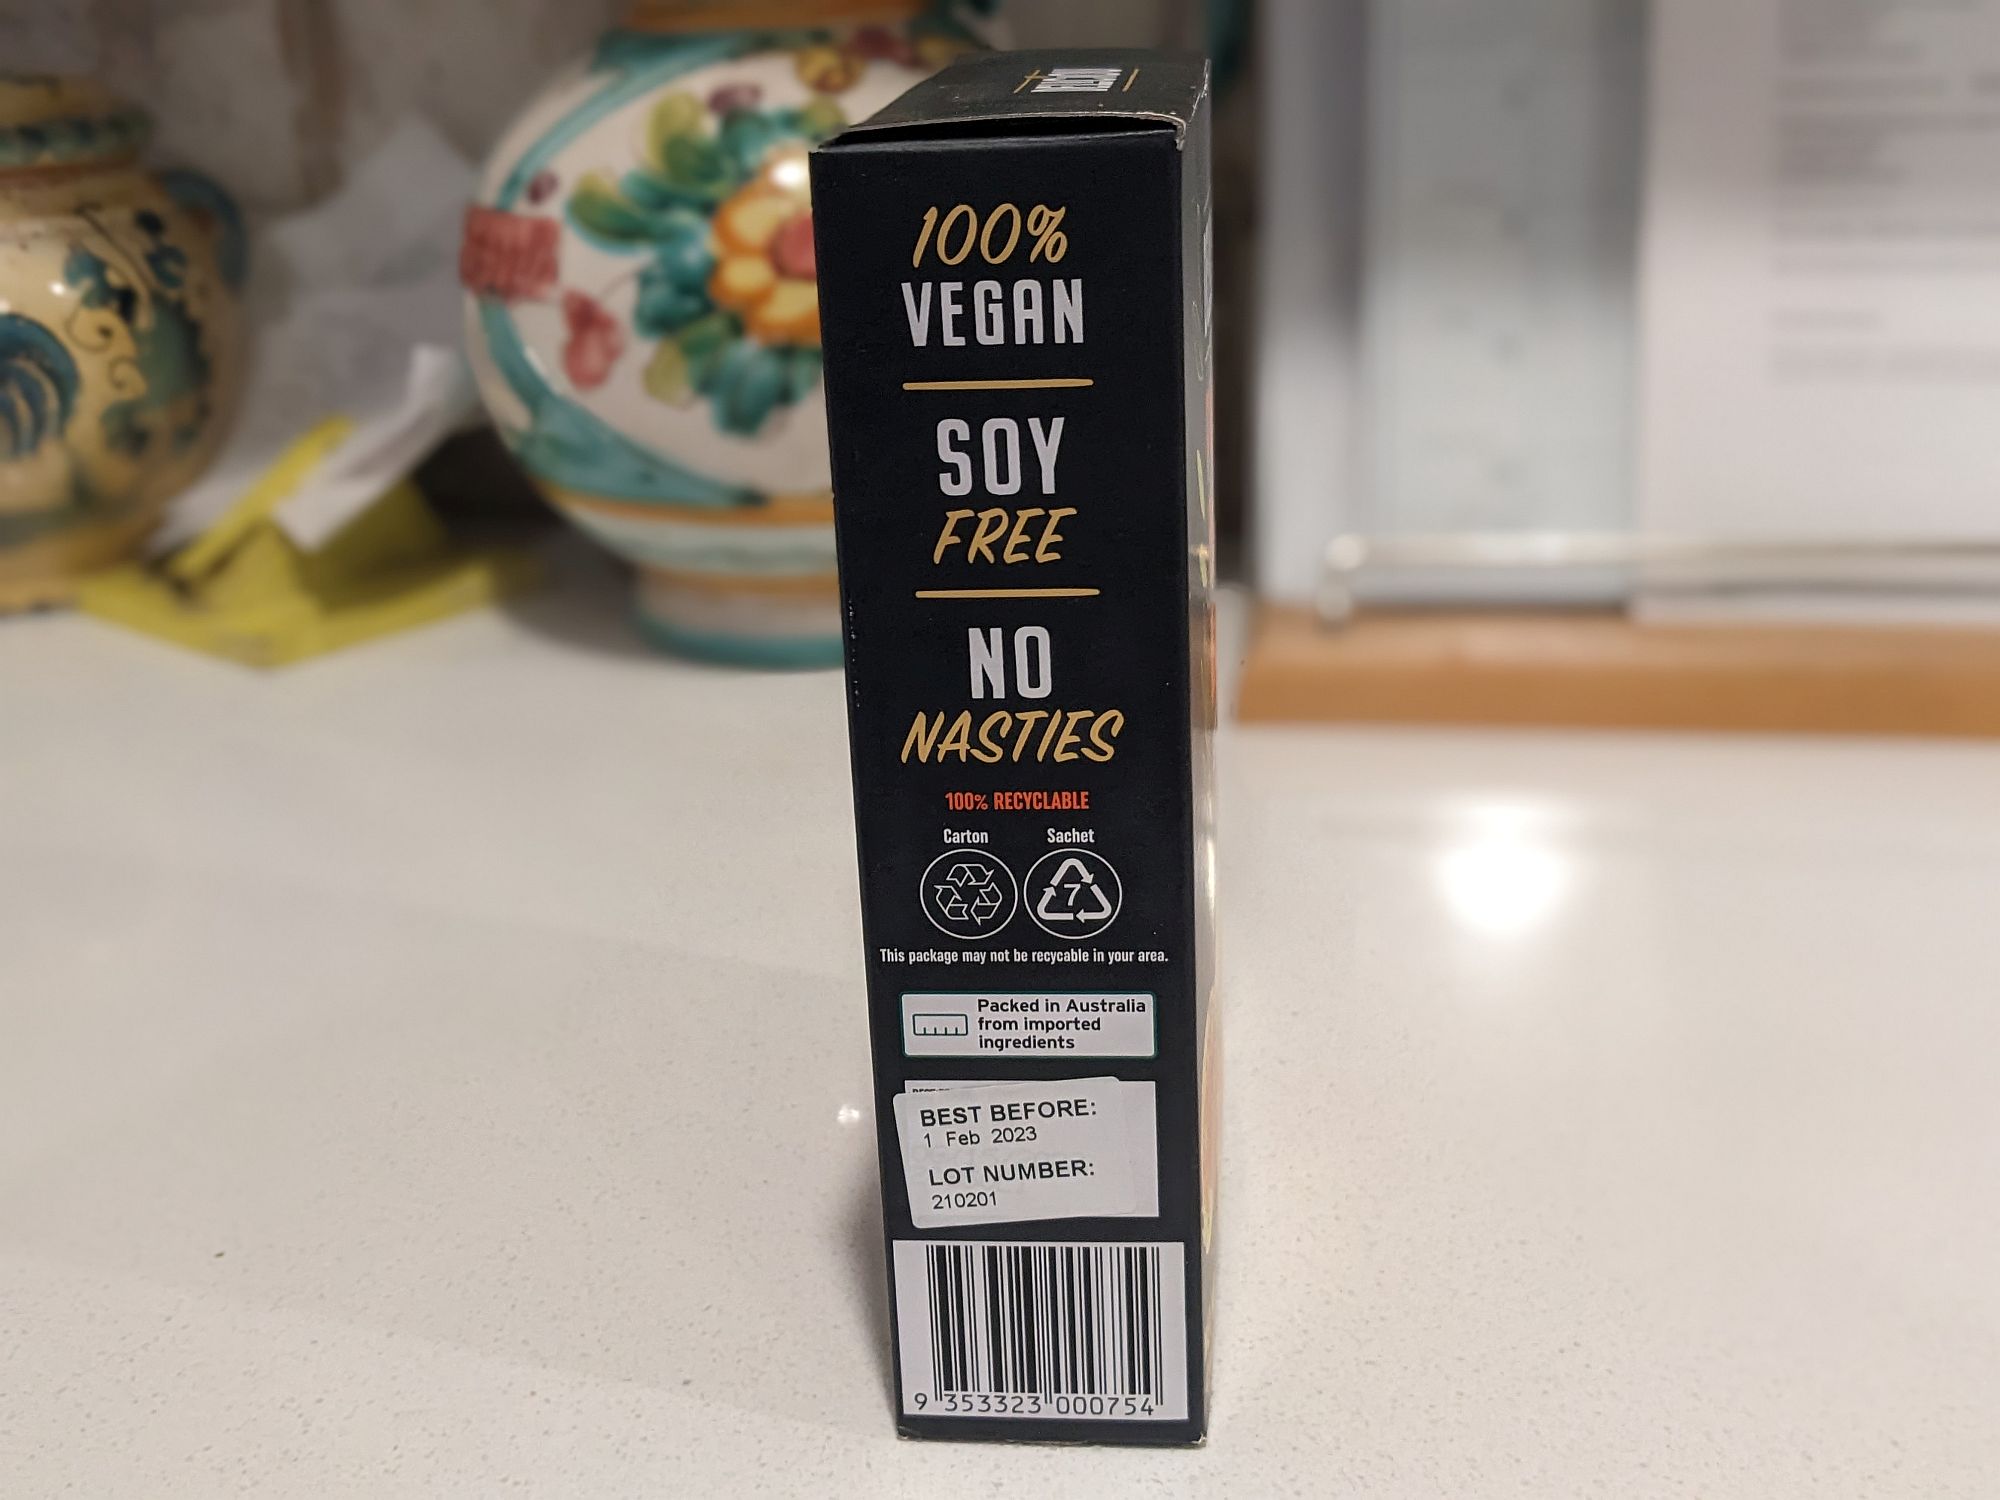 100%
VEGAN
SOY
FREE
NO
NASTIES
100% RECYCLABLE
Carton Sachet
7
This package may not be recycable in your area.
Packed in Australia
from imported
ingredients
BEST BEFORE:
1 Feb 2023
LOT NUMBER:
210201
9 353323 000754